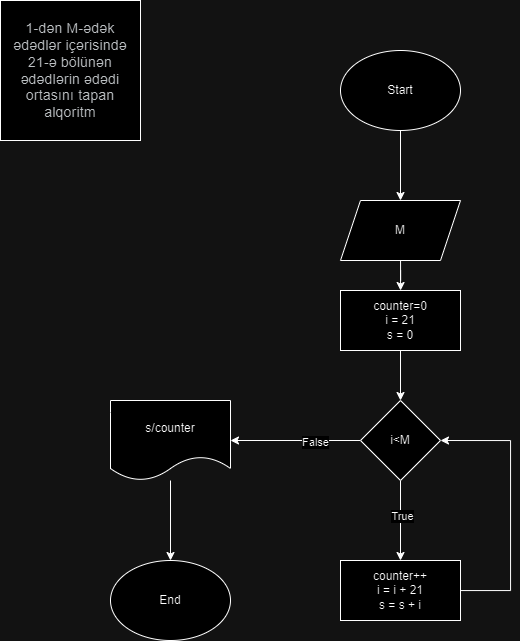 1-dən M-ədək
ədədlər içərisində
21-ə bölünən
ədədlərin ədədi
ortasını tapan
alqoritm
Start
M
counter=0
i = 21
s = 0
i<M
False
s/counter
True
counter++
i = i + 21
s = s + i
End